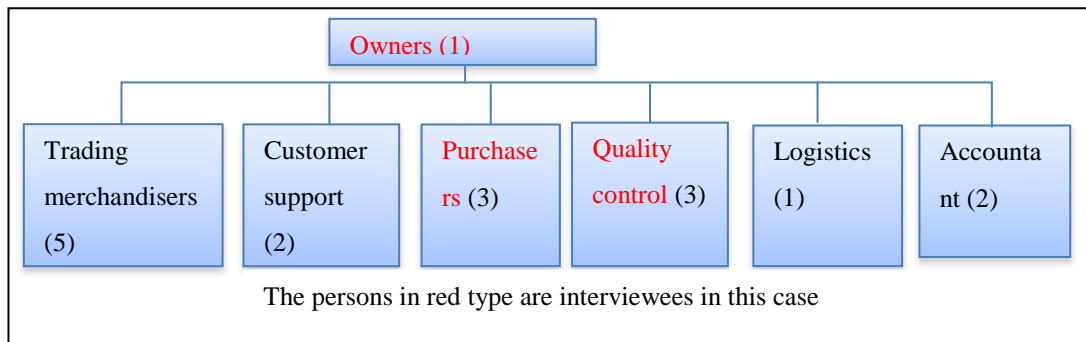 Owners (1)
Trading
merchandisers
(5)
Customer
support
(2)
Purchase
rs (3)
Quality
control (3)
Logistics
(1)
Accounta
nt (2)
The persons in red type are interviewees in this case